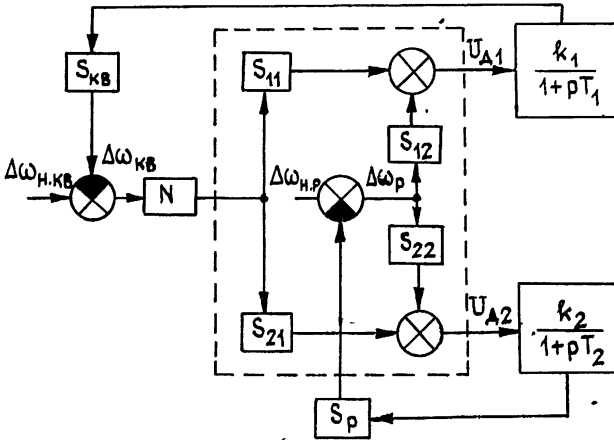 S_КВ
S_11
U_Д1
k_1
1+pT_1
S_12
Δω_КВ
Δω_Н.КВ
N
Δω_Н.Р
Δω_Р
S_22
S_21
U_Д2
k_2
1+pT_2
S_Р